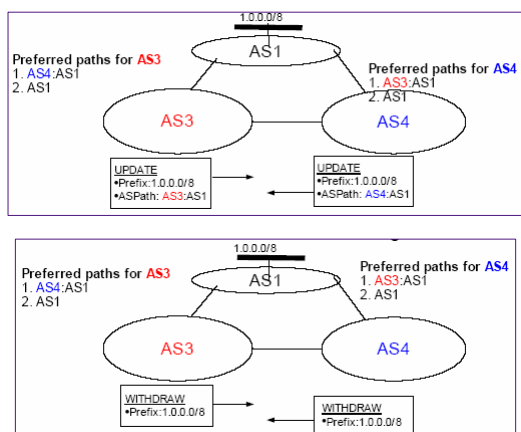 1.0.0.0/8
AS1
Preferred paths for AS3
1. AS4:AS1
2. AS1
Preferred paths for AS4
1. AS3:AS1
2. AS1
AS3
AS4
UPDATE
•Prefix:1.0.0.0/8
•ASPath: AS3:AS1
UPDATE
•Prefix:1.0.0.0/8
•ASPath: AS4:AS1
1.0.0.0/8
Preferred paths for AS3
1. AS4:AS1
2. AS1
AS1
Preferred paths for AS4
1. AS3:AS1
2. AS1
AS3
AS4
WITHDRAW
•Prefix:1.0.0.0/8
WITHDRAW
•Prefix:1.0.0.0/8